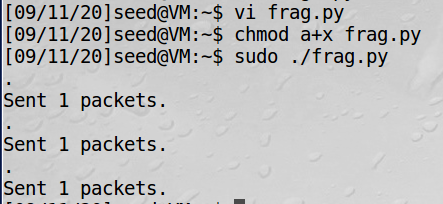 [09/11/20]seed@VM:~$ vi frag.py
[09/11/20]seed@VM:~$ chmod a+x frag.py
[09/11/20]seed@VM:~$ sudo ./frag.py
.
Sent 1 packets.
.
Sent 1 packets.
.
Sent 1 packets.